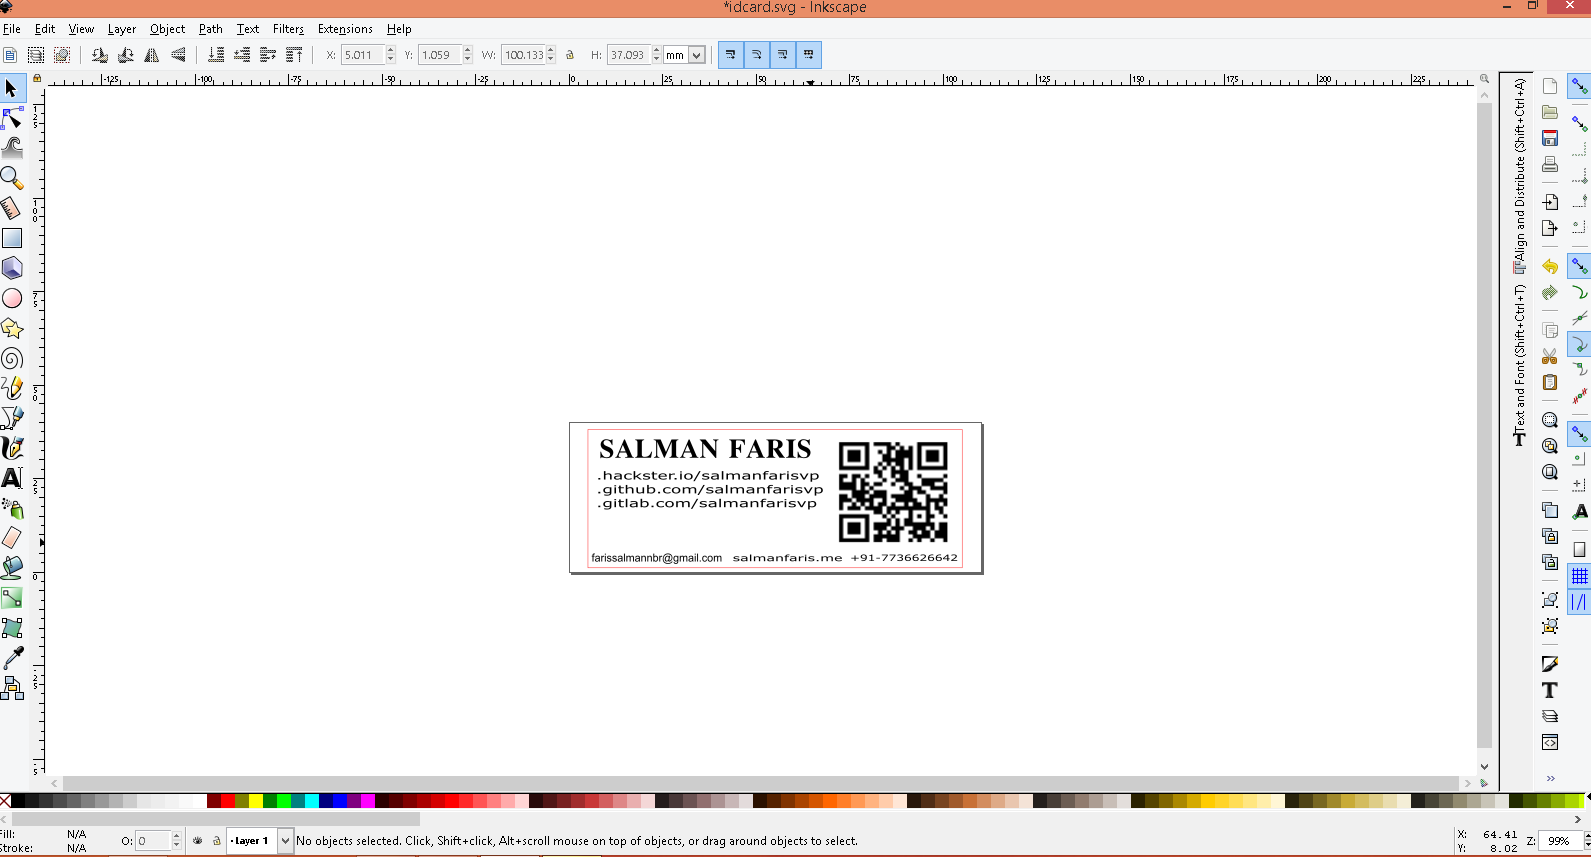 *idcard.svg - Inkscape
File Edit View Layer Object Path Text Filters Extensions Help
X: 5.011 Y: 1.059 W: 100.133 H: 37.093 mm
-125 -100 -75 -50 -25 0 25 50 75 100 125 150 175 200 225
Align and Distribute (Shift+Ctrl+A)
Text and Font (Shift+Ctrl+T)
SALMAN FARIS
.hackster.io/salmanfarisvp
.github.com/salmanfarisvp
.gitlab.com/salmanfarisvp
farissalmannbr@gmail.com salmanfaris.me +91-7736626642
Fill: N/A
Stroke: N/A
O: 0
•Layer 1
No objects selected. Click, Shift+click, Alt+scroll mouse on top of objects, or drag around objects to select.
X: 64.41
Y: 8.02
Z: 99%